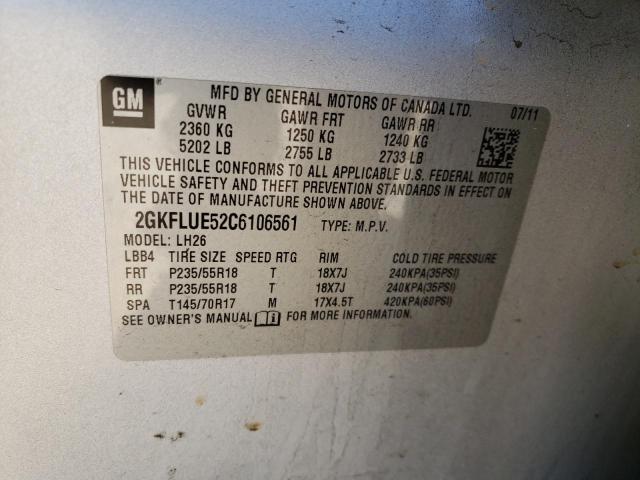 GM
MFD BY GENERAL MOTORS OF CANADA LTD. 07/11
GVWR GAWR FRT GAWR RR
2360 KG 1250 KG 1240 KG
5202 LB 2755 LB 2733 LB
THIS VEHICLE CONFORMS TO ALL APPLICABLE U.S. FEDERAL MOTOR
VEHICLE SAFETY AND THEFT PREVENTION STANDARDS IN EFFECT ON
THE DATE OF MANUFACTURE SHOWN ABOVE.
2GKFLUE52C6106561 TYPE: M.P.V.
MODEL: LH26
LBB4 TIRE SIZE SPEED RTG RIM COLD TIRE PRESSURE
FRT P235/55R18 T 18X7J 240KPA(35PSI)
RR P235/55R18 T 18X7J 240KPA(35PSI)
SPA T145/70R17 M 17X4.5T 420KPA(60PSI)
SEE OWNER'S MANUAL FOR MORE INFORMATION.